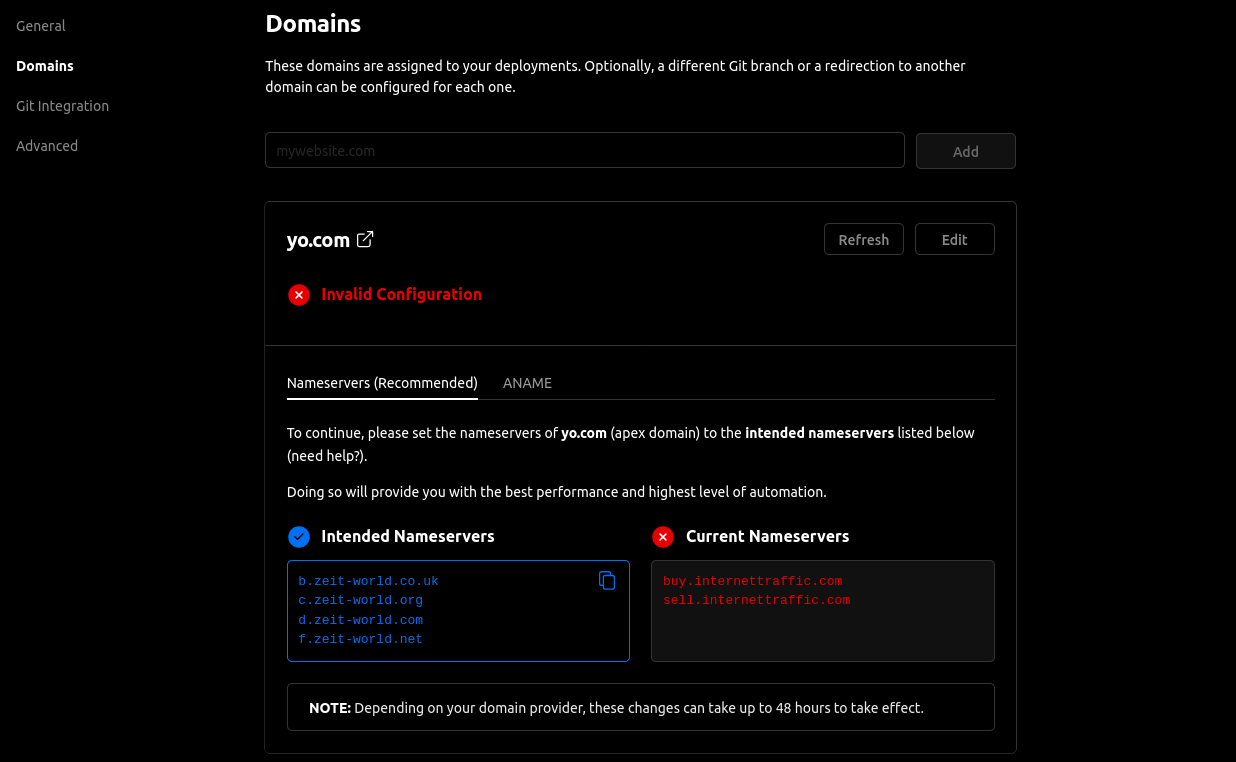 General
Domains
Git Integration
Advanced
Domains
These domains are assigned to your deployments. Optionally, a different Git branch or a redirection to another
domain can be configured for each one.
mywebsite.com
Add
yo.com
Refresh
Edit
Invalid Configuration
Nameservers (Recommended)
ANAME
To continue, please set the nameservers of yo.com (apex domain) to the intended nameservers listed below
(need help?).
Doing so will provide you with the best performance and highest level of automation.
Intended Nameservers
b.zeit-world.co.uk
c.zeit-world.org
d.zeit-world.com
f.zeit-world.net
Current Nameservers
buy.internettraffic.com
sell.internettraffic.com
NOTE: Depending on your domain provider, these changes can take up to 48 hours to take effect.